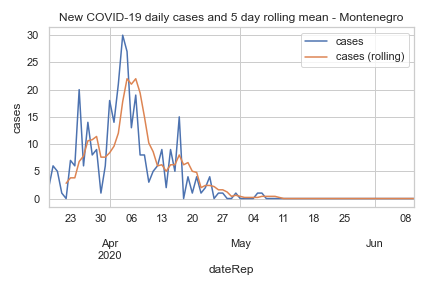 New COVID-19 daily cases and 5 day rolling mean - Montenegro
cases
cases (rolling)
cases
30
25
20
15
10
5
0
23 30 06 13 20 27 04 11 18 25 08
Apr May Jun
2020
dateRep